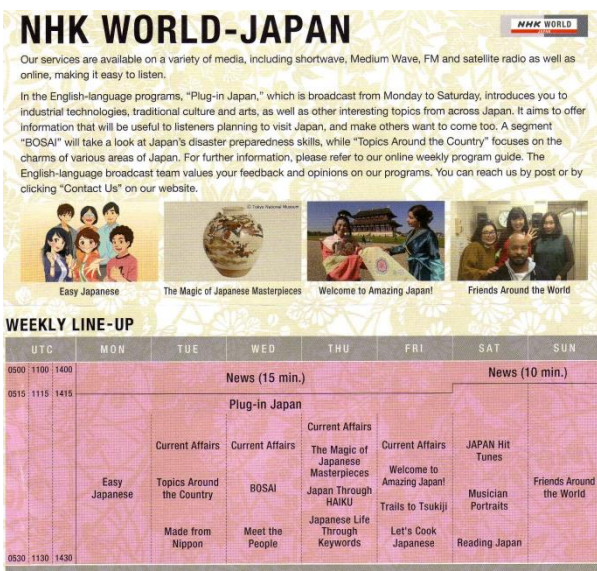 NHK WORLD-JAPAN
NHK WORLD
JAPAN
Our services are available on a variety of media, including shortwave, Medium Wave, FM and satellite radio as well as
online, making it easy to listen.
In the English-language programs, “Plug-in Japan,” which is broadcast from Monday to Saturday, introduces you to
industrial technologies, traditional culture and arts, as well as other interesting topics from across Japan. It aims to offer
information that will be useful to listeners planning to visit Japan, and make others want to come too. A segment
“BOSAI” will take a look at Japan's disaster preparedness skills, while “Topics Around the Country” focuses on the
charms of various areas of Japan. For further information, please refer to our online weekly program guide. The
English-language broadcast team values your feedback and opinions on our programs. You can reach us by post or by
clicking “Contact Us” on our website.
© Tokyo National Museum
Easy Japanese
The Magic of Japanese Masterpieces
Welcome to Amazing Japan!
Friends Around the World
WEEKLY LINE-UP
UTC MON TUE WED THU FRI SAT SUN
0500 1100 1400
News (15 min.)
News (10 min.)
0515 1115 1415
Plug-in Japan
Easy
Japanese
Current Affairs
Topics Around
the Country
Made from
Nippon
Current Affairs
BOSAI
Meet the
People
Current Affairs
The Magic of
Japanese
Masterpieces
Japan Through
HAIKU
Japanese Life
Through
Keywords
Current Affairs
Welcome to
Amazing Japan!
Trails to Tsukiji
Let's Cook
Japanese
JAPAN Hit
Tunes
Musician
Portraits
Reading Japan
Friends Around
the World
0530 1130 1430